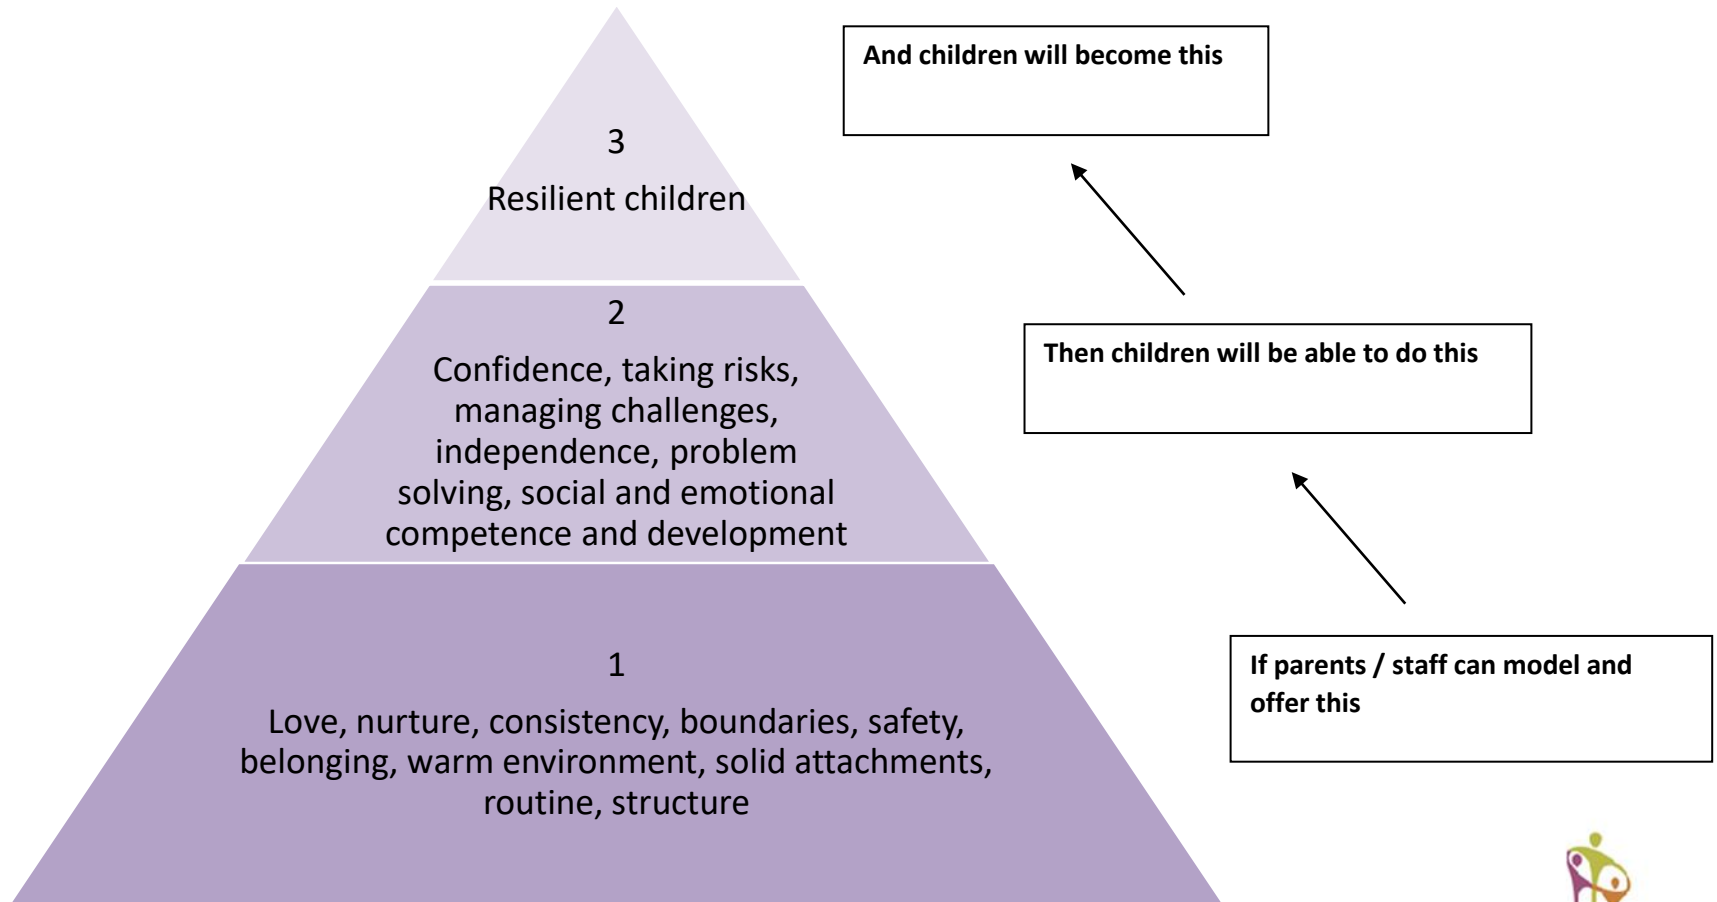 And children will become this
3
Resilient children
2
Then children will be able to do this
Confidence, taking risks,
managing challenges,
independence, problem
solving, social and emotional
competence and development
1
If parents / staff can model and
offer this
Love, nurture, consistency, boundaries, safety,
belonging, warm environment, solid attachments,
routine, structure